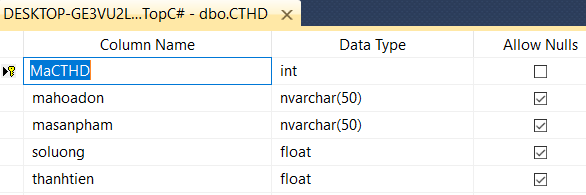 DESKTOP-GE3VU2L...TopC# - dbo.CTHD
Column Name Data Type Allow Nulls
MaCTHD int
mahoadon nvarchar(50)
masanpham nvarchar(50)
soluong float
thanhtien float